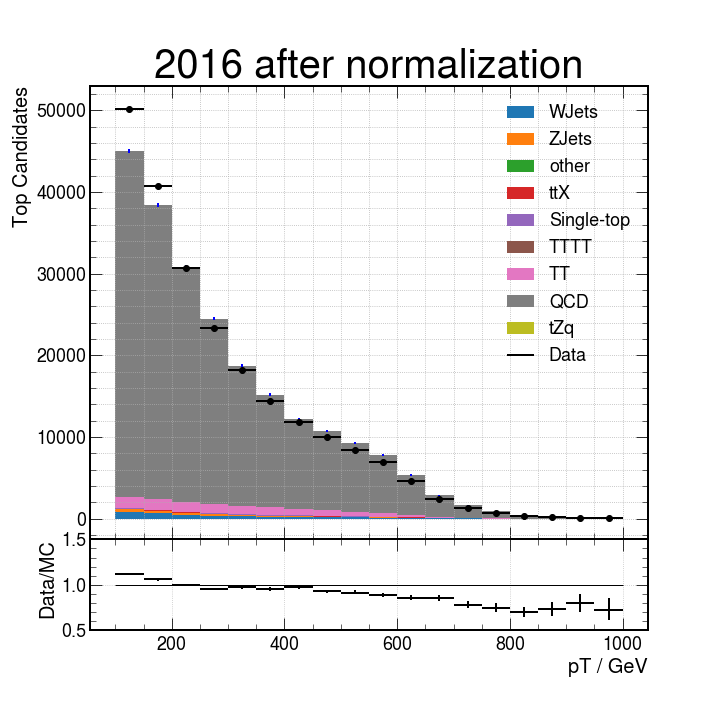 2016 after normalization
Top Candidates
50000
40000
30000
20000
10000
0
WJets
ZJets
other
ttX
Single-top
TTTT
TT
QCD
tZq
Data
Data/MC
1.5
1.0
0.5
200 400 600 800 1000
pT / GeV